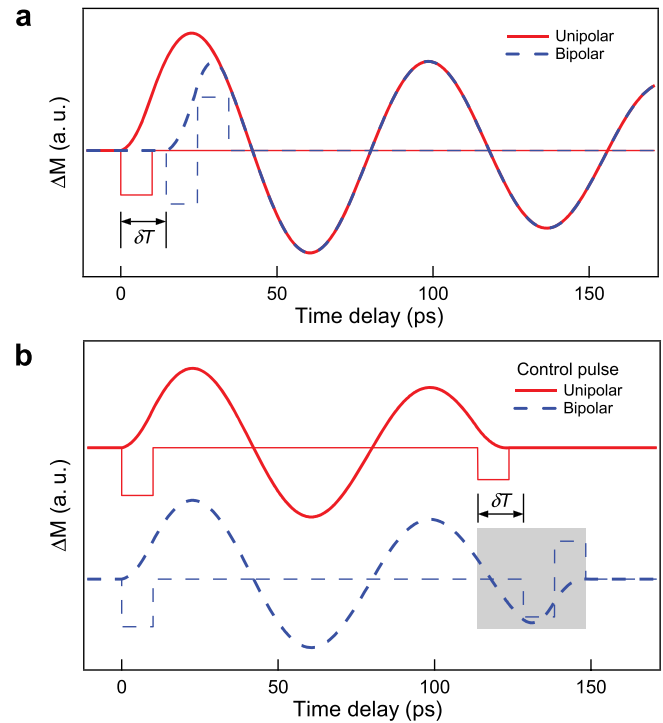 a
Unipolar
Bipolar
ΔM (a. u.)
δT
0
50
100
150
Time delay (ps)
b
Control pulse
Unipolar
Bipolar
ΔM (a. u.)
δT
0
50
100
150
Time delay (ps)